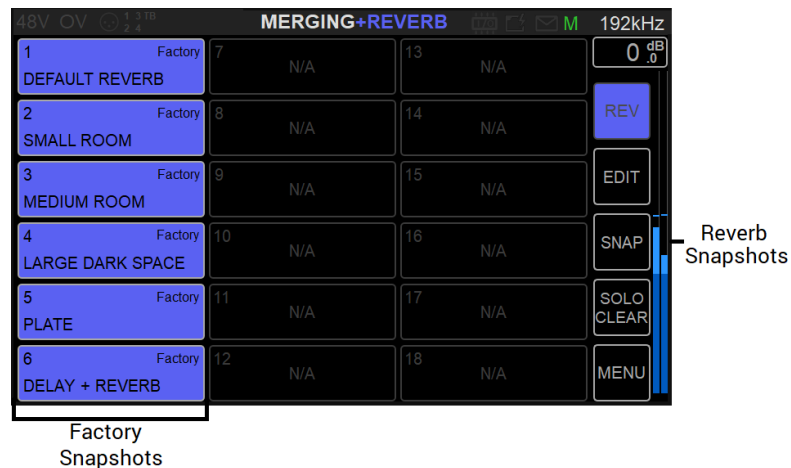 48V OV 1 3 TB
2 4
MERGING+REVERB
M
192kHz
1 Factory
DEFAULT REVERB
2 Factory
SMALL ROOM
3 Factory
MEDIUM ROOM
4 Factory
LARGE DARK SPACE
5 Factory
PLATE
6 Factory
DELAY + REVERB
7
N/A
8
N/A
9
N/A
10
N/A
11
N/A
12
N/A
13
N/A
14
N/A
15
N/A
16
N/A
17
N/A
18
N/A
0 dB
.0
REV
EDIT
SNAP
SOLO
CLEAR
MENU
Reverb
Snapshots
Factory
Snapshots